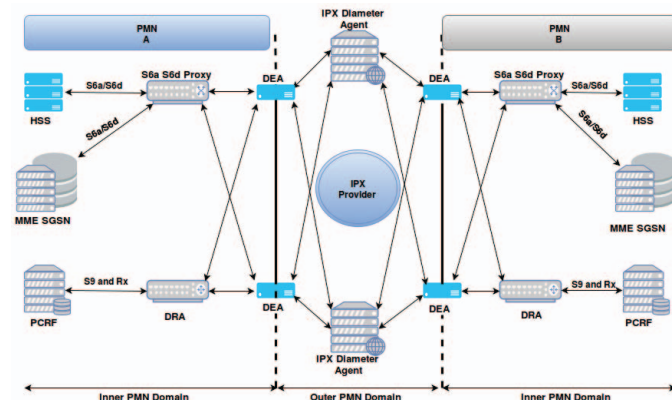 PMN
A
IPX Diameter
Agent
PMN
B
S6a S6d Proxy
DEA
DEA
S6a S6d Proxy
S6a/S6d
S6a/S6d
HSS
HSS
S6a/S6d
S6a/S6d
MME SGSN
IPX
Provider
MME SGSN
S9 and Rx
S9 and Rx
PCRF
DRA
DEA
DEA
DRA
PCRF
IPX Diameter
Agent
Inner PMN Domain
Outer PMN Domain
Inner PMN Domain